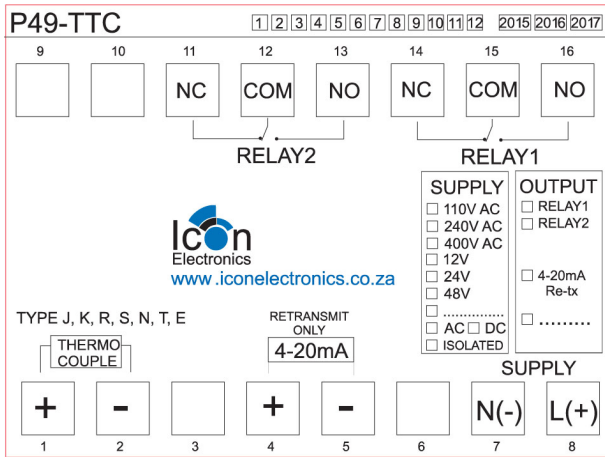 P49-TTC 1 2 3 4 5 6 7 8 9 10 11 12 2015 2016 2017
9 10 11 12 13 14 15 16
NC COM NO NC COM NO
RELAY2 RELAY1
SUPPLY
110V AC
240V AC
400V AC
12V
24V
48V
..............
AC DC
ISOLATED
OUTPUT
RELAY1
RELAY2
4-20mA
Re-tx
.........
Icon
Electronics
www.iconelectronics.co.za
TYPE J, K, R, S, N, T, E
THERMO
COUPLE
RETRANSMIT
ONLY
4-20mA
SUPPLY
+ - + - N(-) L(+)
1 2 3 4 5 6 7 8